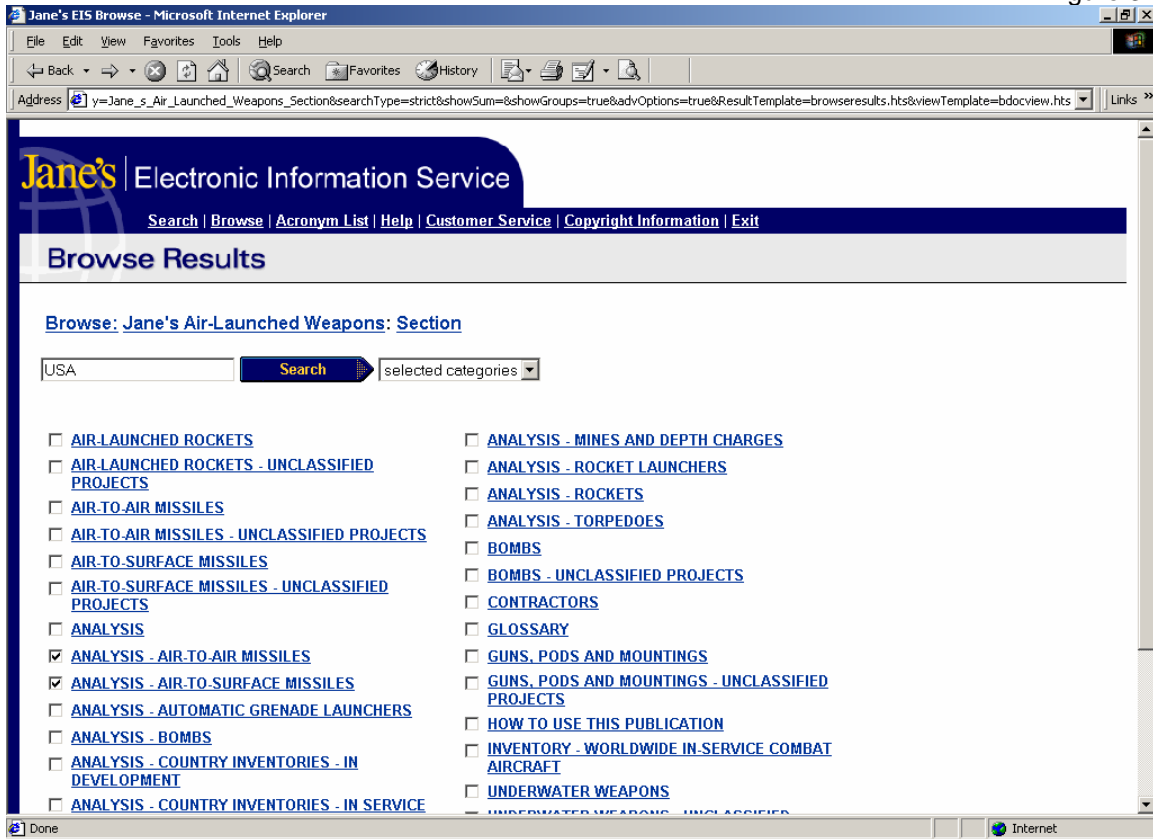 Jane's EIS Browse - Microsoft Internet Explorer
File Edit View Favorites Tools Help
Back Search Favorites History
Address y=Jane_s_Air_Launched_Weapons_Section&searchType=strict&showSum=&showGroups=true&advOptions=true&ResultTemplate=browseresults.hts&viewTemplate=bdocview.hts Links »
Jane's | Electronic Information Service
Search | Browse | Acronym List | Help | Customer Service | Copyright Information | Exit
Browse Results
Browse: Jane's Air-Launched Weapons: Section
USA Search selected categories
AIR-LAUNCHED ROCKETS
AIR-LAUNCHED ROCKETS - UNCLASSIFIED
PROJECTS
AIR-TO-AIR MISSILES
AIR-TO-AIR MISSILES - UNCLASSIFIED PROJECTS
AIR-TO-SURFACE MISSILES
AIR-TO-SURFACE MISSILES - UNCLASSIFIED
PROJECTS
ANALYSIS
ANALYSIS - AIR-TO-AIR MISSILES
ANALYSIS - AIR-TO-SURFACE MISSILES
ANALYSIS - AUTOMATIC GRENADE LAUNCHERS
ANALYSIS - BOMBS
ANALYSIS - COUNTRY INVENTORIES - IN
DEVELOPMENT
ANALYSIS - COUNTRY INVENTORIES - IN SERVICE
ANALYSIS - MINES AND DEPTH CHARGES
ANALYSIS - ROCKET LAUNCHERS
ANALYSIS - ROCKETS
ANALYSIS - TORPEDOES
BOMBS
BOMBS - UNCLASSIFIED PROJECTS
CONTRACTORS
GLOSSARY
GUNS, PODS AND MOUNTINGS
GUNS, PODS AND MOUNTINGS - UNCLASSIFIED
PROJECTS
HOW TO USE THIS PUBLICATION
INVENTORY - WORLDWIDE IN-SERVICE COMBAT
AIRCRAFT
UNDERWATER WEAPONS
UNDERWATER WEAPONS - UNCLASSIFIED
Done Internet